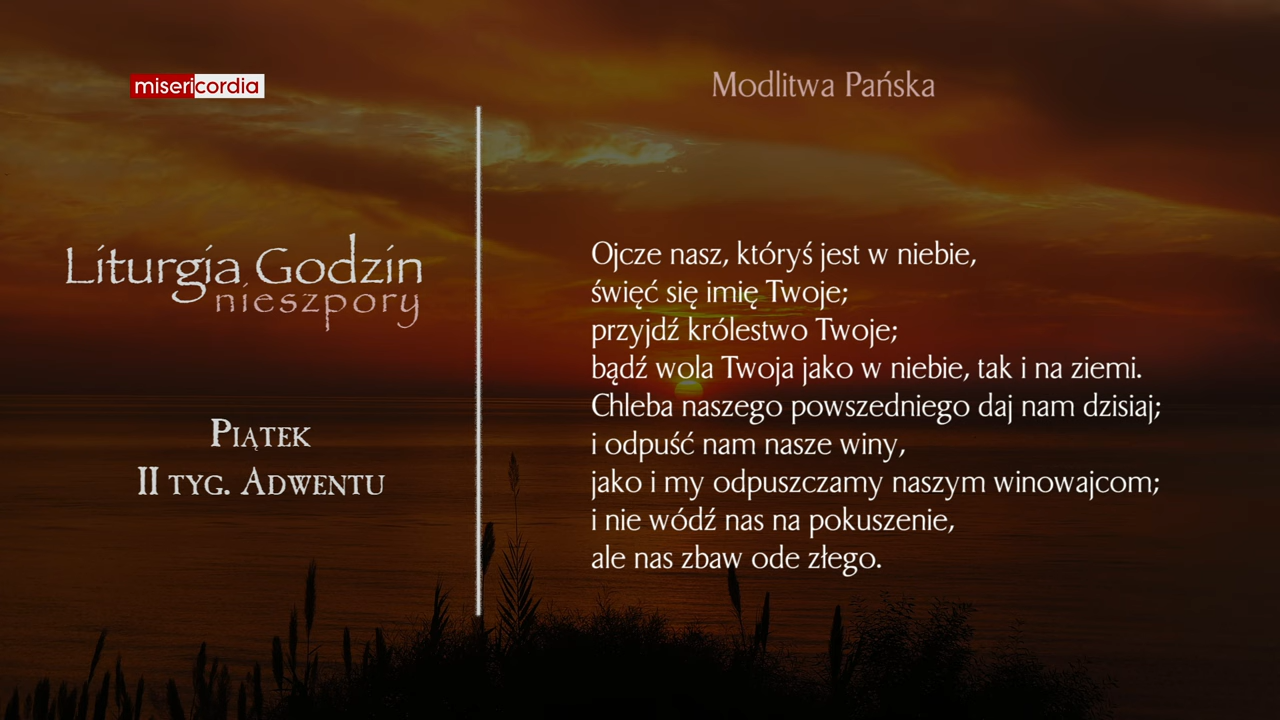 misericordia
Liturgia Godzin
nieszpory
Piątek
II tyg. Adwentu
Modlitwa Pańska
Ojcze nasz, któryś jest w niebie,
święć się imię Twoje;
przyjdź królestwo Twoje;
bądź wola Twoja jako w niebie, tak i na ziemi.
Chleba naszego powszedniego daj nam dzisiaj;
i odpuść nam nasze winy,
jako i my odpuszczamy naszym winowajcom;
i nie wódź nas na pokuszenie,
ale nas zbaw ode złego.